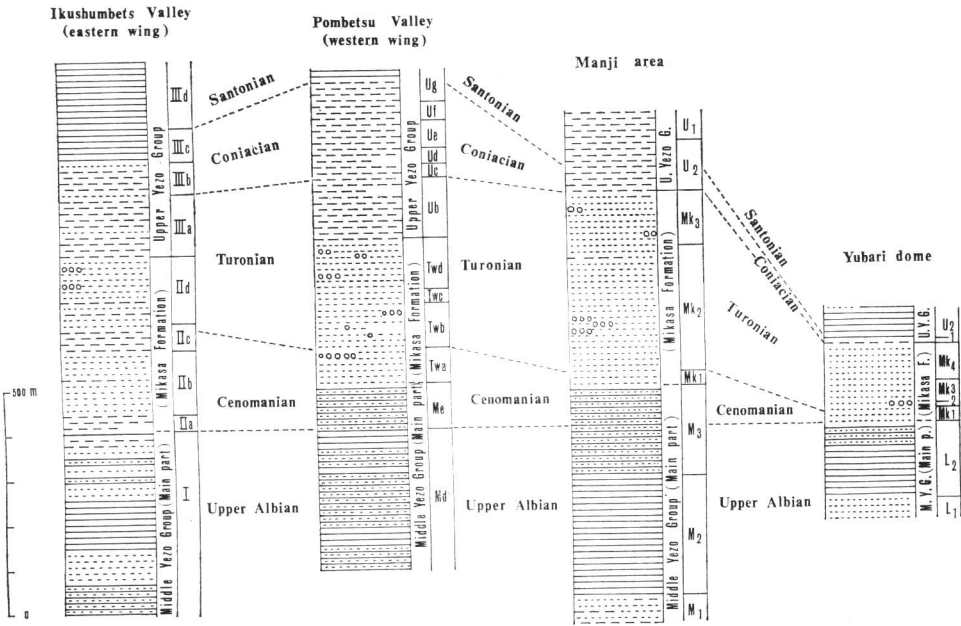 Ikushumbets Valley
(eastern wing)
Pombetsu Valley
(western wing)
Manji area
Yubari dome
500 m
0
Upper Yezo Group
(Mikasa Formation)
Middle Yezo Group (Main part)
IIId
IIIc
IIIb
IIIa
IId
IIc
IIb
IIa
I
Santonian
Coniacian
Turonian
Cenomanian
Upper Albian
Upper Yezo Group
(Mikasa Formation)
Middle Yezo Group (Main part)
Ug
Uf
Ue
Ud
Uc
Ub
Twd
Twc
Twb
Twa
Me
Md
Santonian
Coniacian
Turonian
Cenomanian
Upper Albian
U. Yezo G.
(Mikasa Formation)
Middle Yezo Group (Main part)
U1
U2
Mk3
Mk2
Mk1
M3
M2
M1
Santonian
Coniacian
Turonian
Cenomanian
Upper Albian
U.Y.G.
(Mikasa F.)
M.Y.G. (Main p.)
U2
Mk4
Mk3
2
Mk1
L2
L1